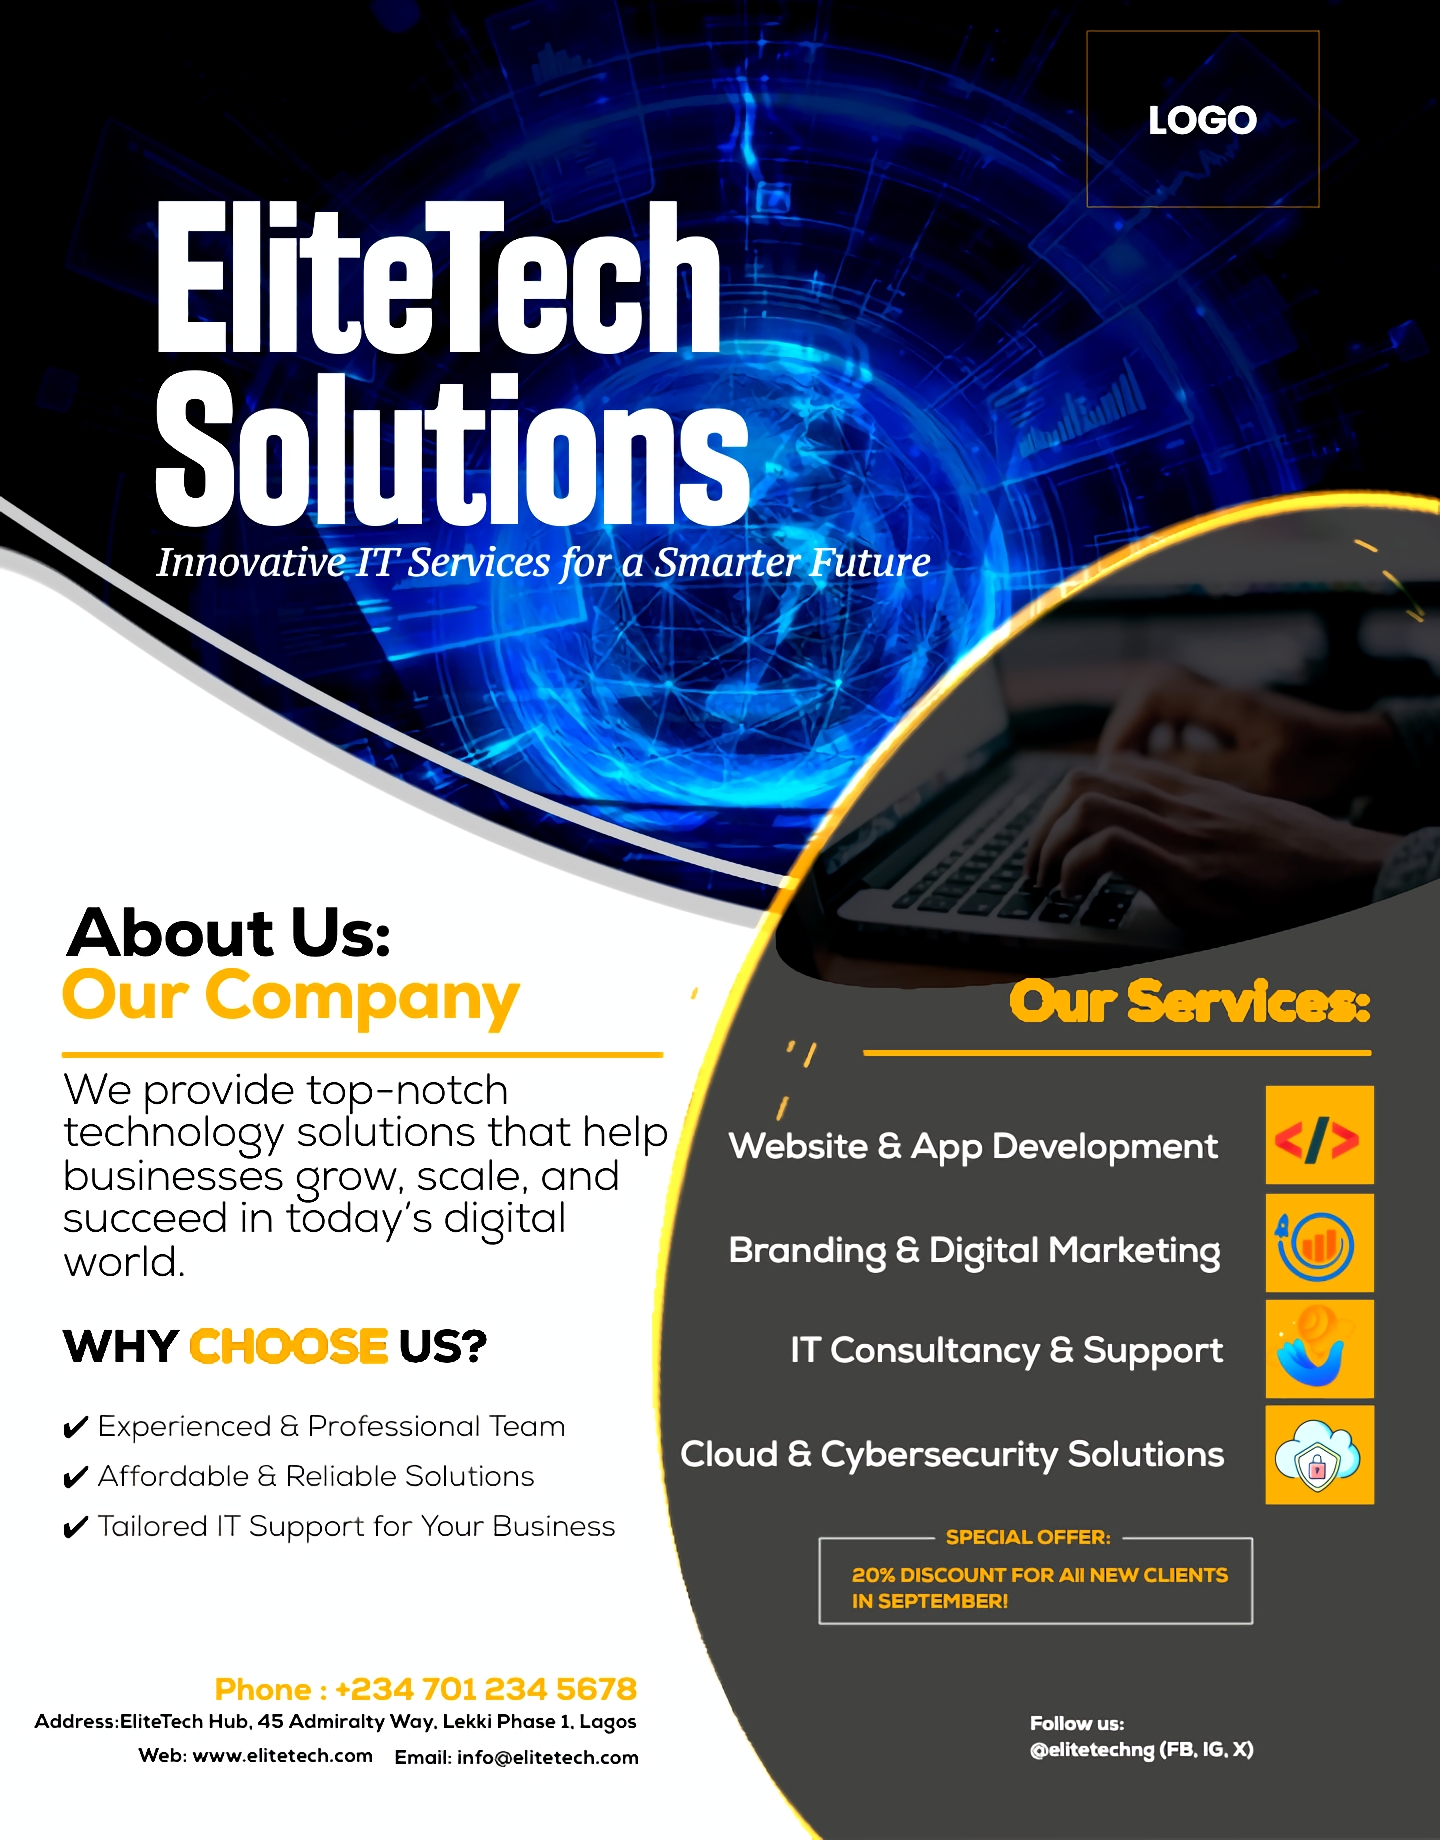 LOGO
EliteTech
Solutions
Innovative IT Services for a Smarter Future
About Us:
Our Company
We provide top-notch
technology solutions that help
businesses grow, scale, and
succeed in today's digital
world.
WHY CHOOSE US?
✔ Experienced & Professional Team
✔ Affordable & Reliable Solutions
✔ Tailored IT Support for Your Business
Our Services:
Website & App Development
</>
Branding & Digital Marketing
IT Consultancy & Support
Cloud & Cybersecurity Solutions
SPECIAL OFFER:
20% DISCOUNT FOR All NEW CLIENTS
IN SEPTEMBER!
Phone : +234 701 234 5678
Address:EliteTech Hub, 45 Admiralty Way, Lekki Phase 1, Lagos
Web: www.elitetech.com Email: info@elitetech.com
Follow us:
@elitetechng (FB, IG, X)